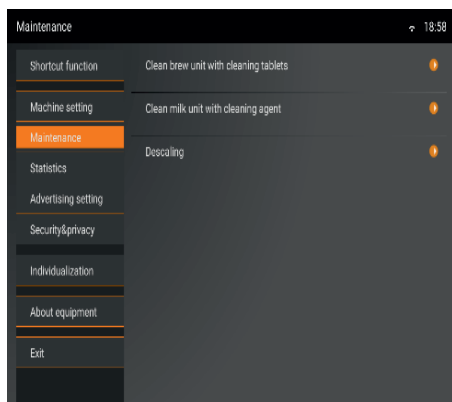 Maintenance
18:58
Shortcut function
Machine setting
Maintenance
Statistics
Advertising setting
Security&privacy
Individualization
About equipment
Exit
Clean brew unit with cleaning tablets
Clean milk unit with cleaning agent
Descaling